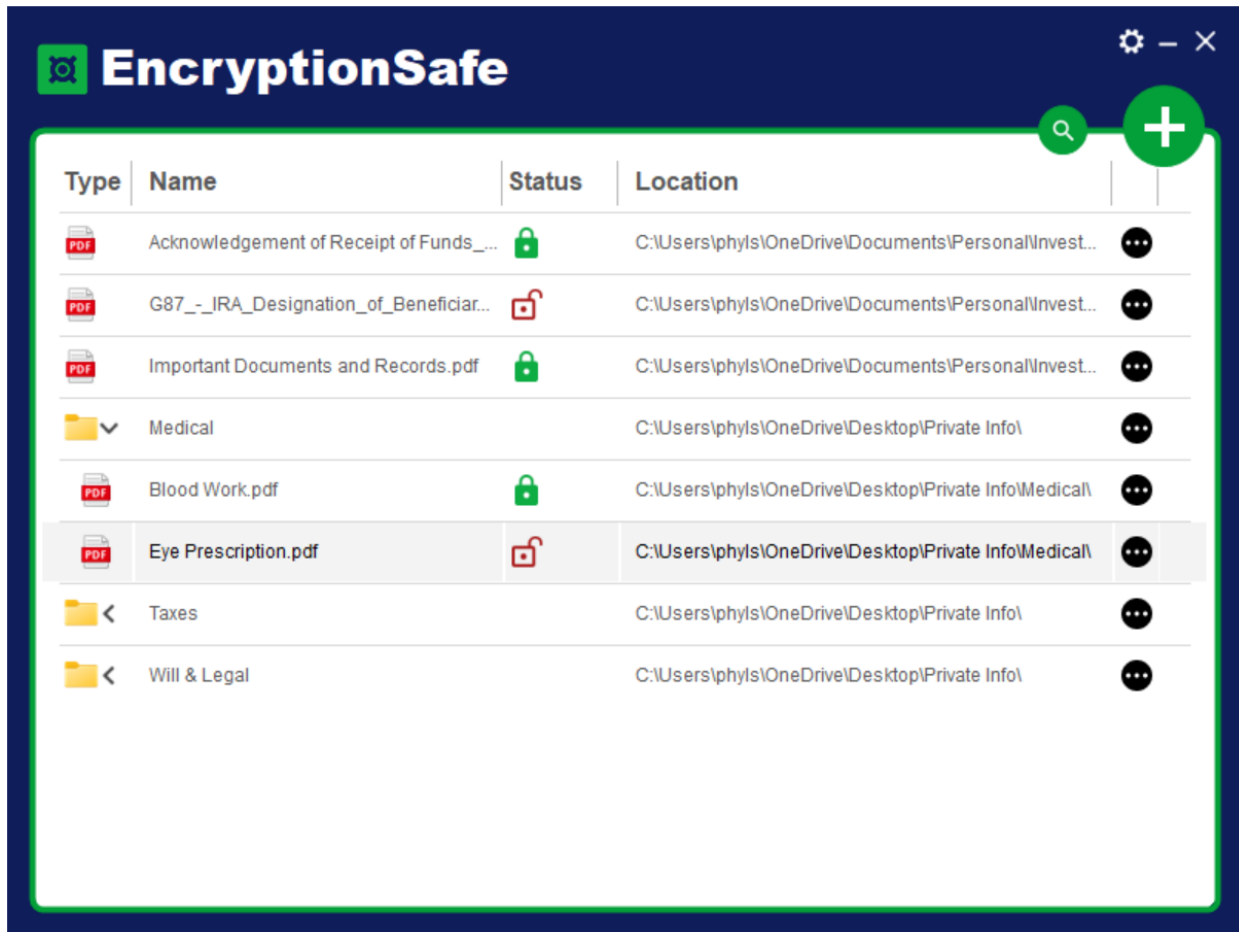 EncryptionSafe
Type Name Status Location
PDF Acknowledgement of Receipt of Funds_... C:\Users\phyls\OneDrive\Documents\Personal\Invest...
PDF G87_-_IRA_Designation_of_Beneficiar... C:\Users\phyls\OneDrive\Documents\Personal\Invest...
PDF Important Documents and Records.pdf C:\Users\phyls\OneDrive\Documents\Personal\Invest...
Medical C:\Users\phyls\OneDrive\Desktop\Private Info\
PDF Blood Work.pdf C:\Users\phyls\OneDrive\Desktop\Private Info\Medical\
PDF Eye Prescription.pdf C:\Users\phyls\OneDrive\Desktop\Private Info\Medical\
Taxes C:\Users\phyls\OneDrive\Desktop\Private Info\
Will & Legal C:\Users\phyls\OneDrive\Desktop\Private Info\